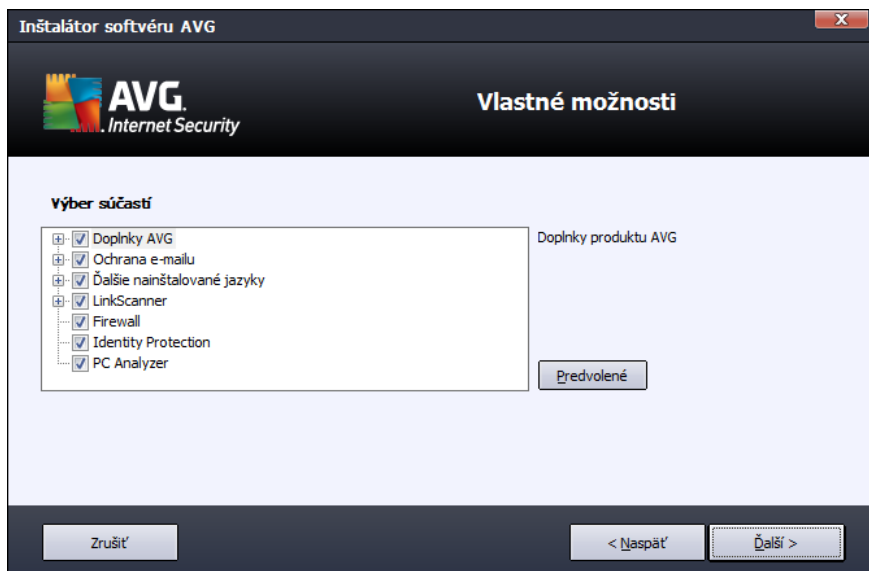 Inštalátor softvéru AVG
AVG.
Internet Security
Vlastné možnosti
Výber súčastí
Doplnky AVG
Ochrana e-mailu
Ďalšie nainštalované jazyky
LinkScanner
Firewall
Identity Protection
PC Analyzer
Doplnky produktu AVG
Predvolené
Zrušiť
< Naspäť
Ďalší >